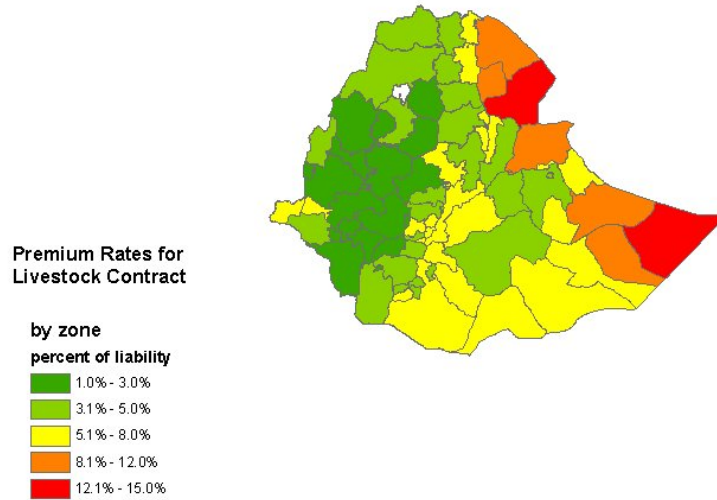 Premium Rates for
Livestock Contract
by zone
percent of liability
1.0% - 3.0%
3.1% - 5.0%
5.1% - 8.0%
8.1% - 12.0%
12.1% - 15.0%